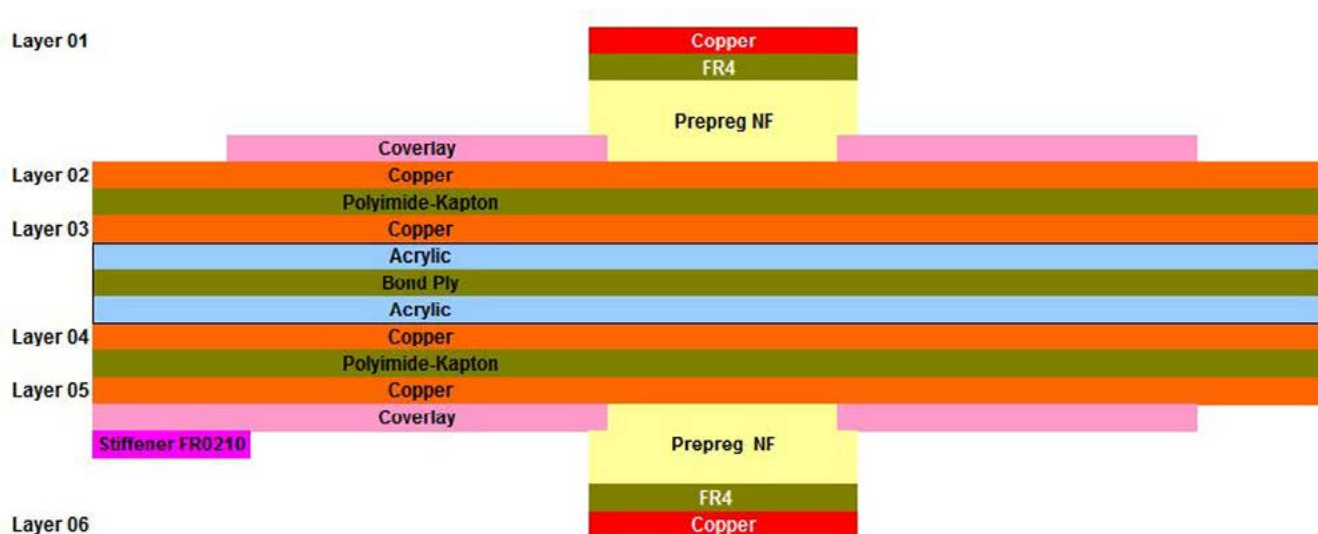 Layer 01
Copper
FR4
Prepreg NF
Coverlay
Layer 02 Copper
Polyimide-Kapton
Layer 03 Copper
Acrylic
Bond Ply
Acrylic
Layer 04 Copper
Polyimide-Kapton
Layer 05 Copper
Coverlay
Stiffener FR0210 Prepreg NF
FR4
Layer 06 Copper